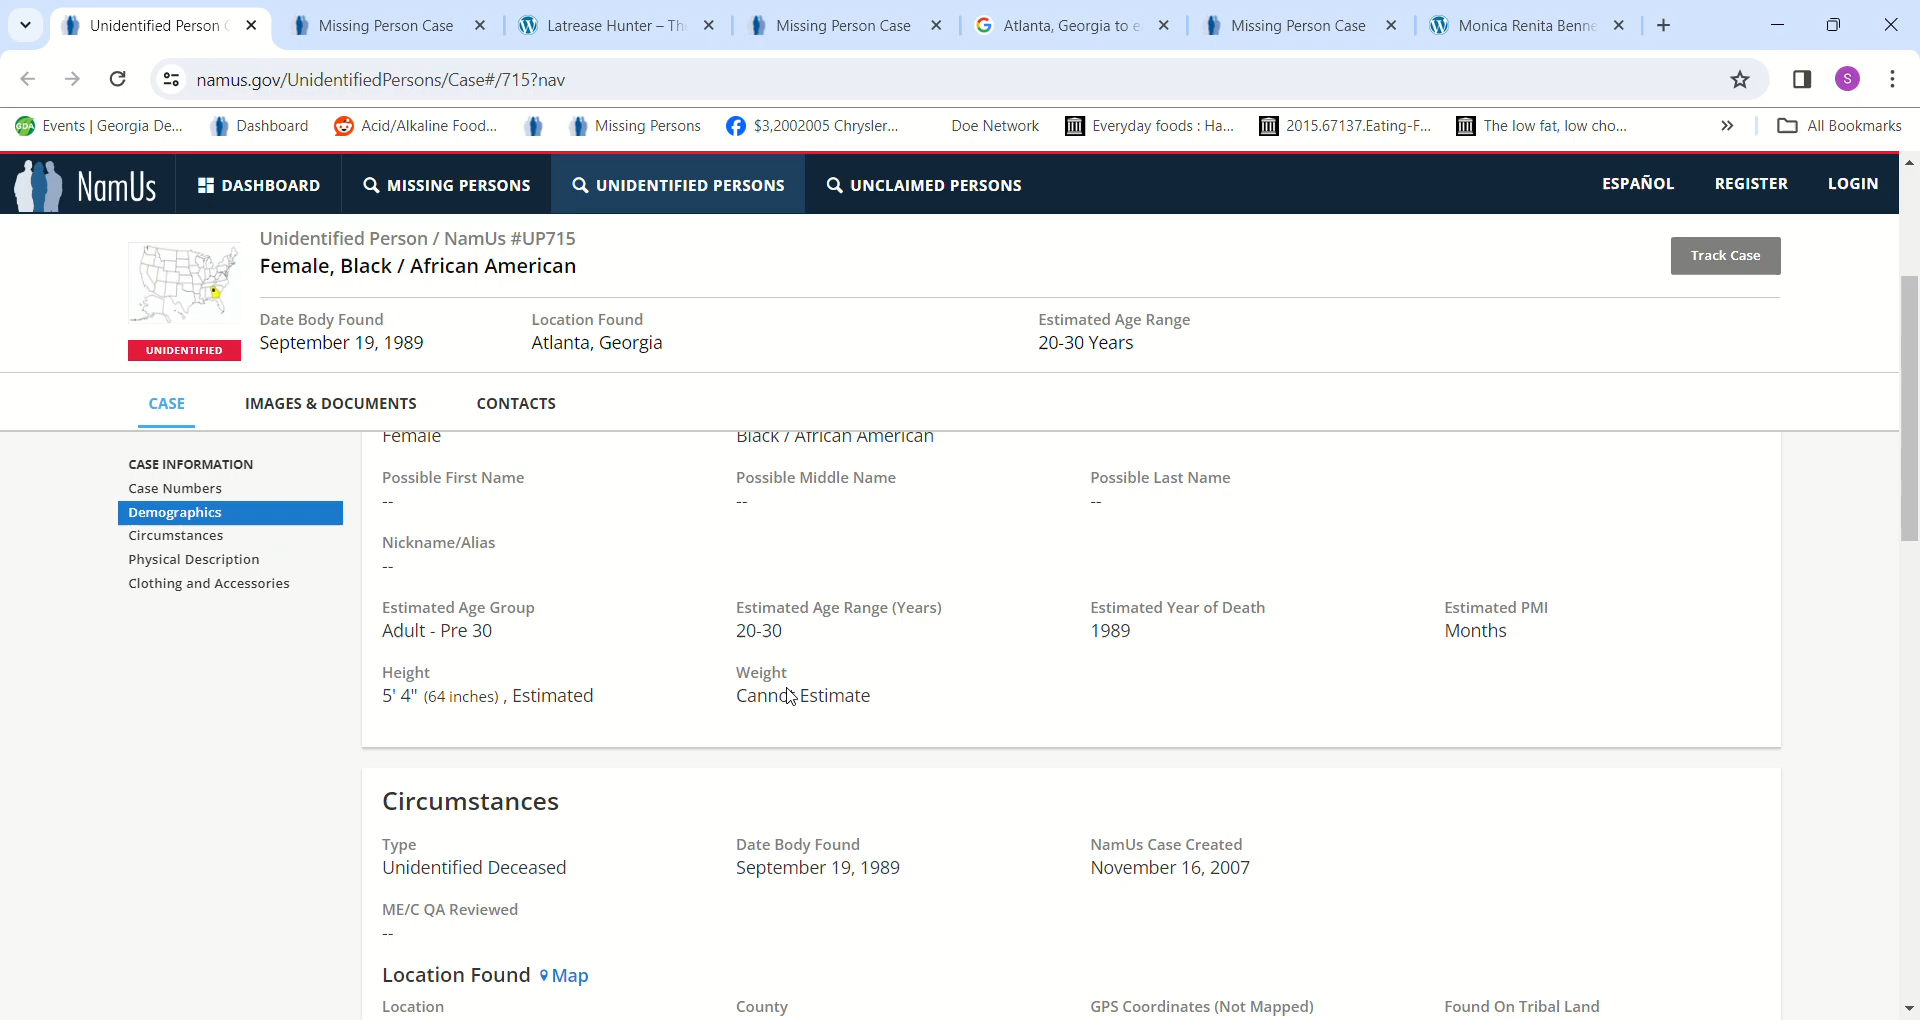 Unidentified Person C
Missing Person Case
Latrease Hunter – Th
Missing Person Case
Atlanta, Georgia to e
Missing Person Case
Monica Renita Benne
namus.gov/UnidentifiedPersons/Case#/715?nav
S
GDA Events | Georgia De...
Dashboard
Acid/Alkaline Food...
Missing Persons
$3,2002005 Chrysler...
Doe Network
Everyday foods : Ha...
2015.67137.Eating-F...
The low fat, low cho...
All Bookmarks
NamUs
DASHBOARD
MISSING PERSONS
UNIDENTIFIED PERSONS
UNCLAIMED PERSONS
ESPAÑOL
REGISTER
LOGIN
Unidentified Person / NamUs #UP715
Female, Black / African American
Track Case
Date Body Found
Location Found
Estimated Age Range
September 19, 1989
Atlanta, Georgia
20-30 Years
UNIDENTIFIED
CASE
IMAGES & DOCUMENTS
CONTACTS
CASE INFORMATION
Case Numbers
Demographics
Circumstances
Physical Description
Clothing and Accessories
Female
Black / African American
Possible First Name
Possible Middle Name
Possible Last Name
--
--
--
Nickname/Alias
--
Estimated Age Group
Estimated Age Range (Years)
Estimated Year of Death
Estimated PMI
Adult - Pre 30
20-30
1989
Months
Height
Weight
5' 4" (64 inches) , Estimated
Cannot Estimate
Circumstances
Type
Date Body Found
NamUs Case Created
Unidentified Deceased
September 19, 1989
November 16, 2007
ME/C QA Reviewed
--
Location Found Map
Location
County
GPS Coordinates (Not Mapped)
Found On Tribal Land